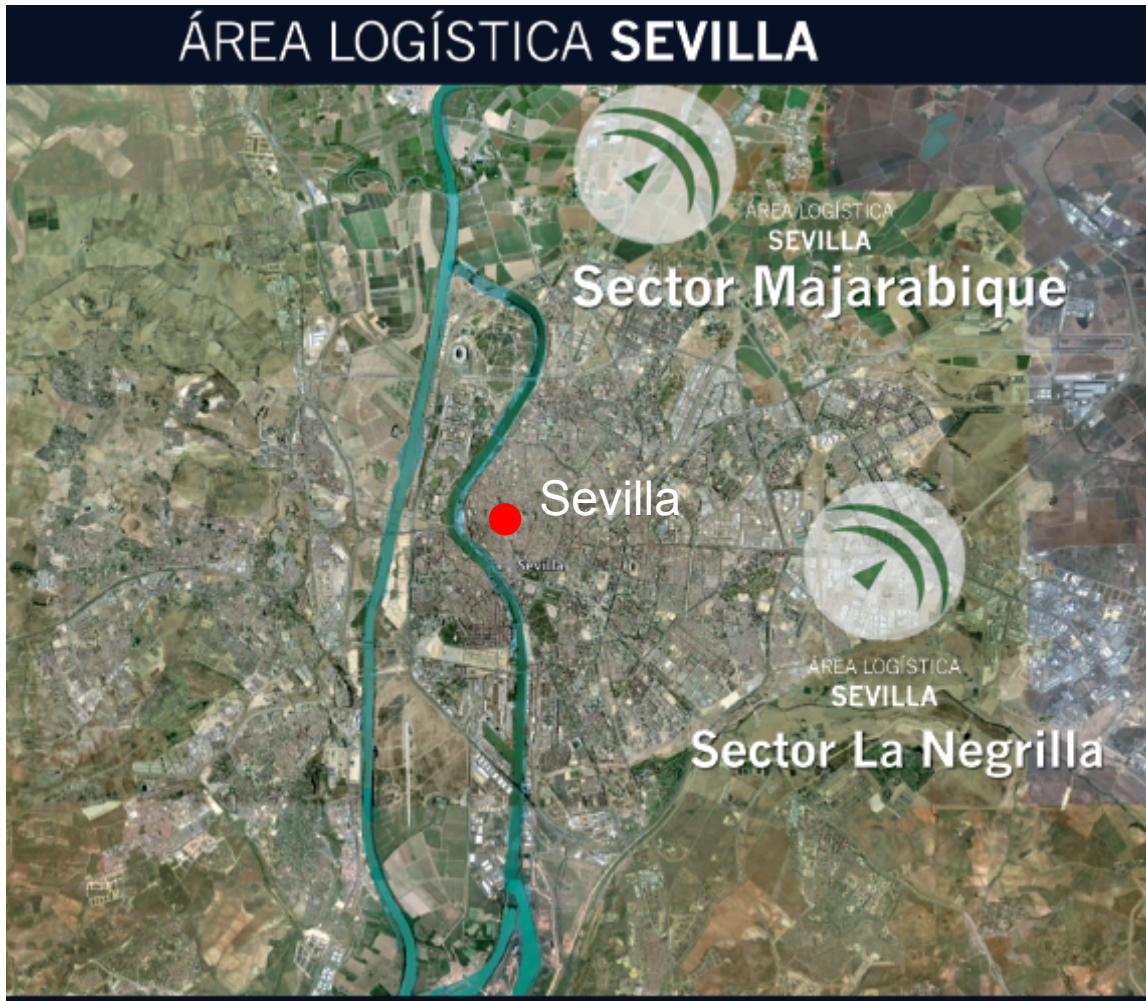 ÁREA LOGÍSTICA SEVILLA
ÁREA LOGÍSTICA
SEVILLA
Sector Majarabique
Sevilla
Sevilla
ÁREA LOGÍSTICA
SEVILLA
Sector La Negrilla